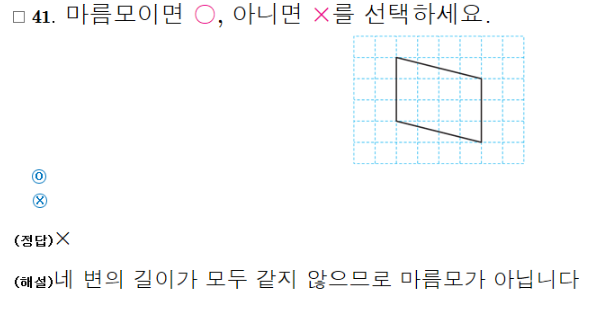 □ 41. 마름모이면 ○, 아니면 ×를 선택하세요.
ⓞ
ⓧ
(정답)×
(해설)네 변의 길이가 모두 같지 않으므로 마름모가 아닙니다